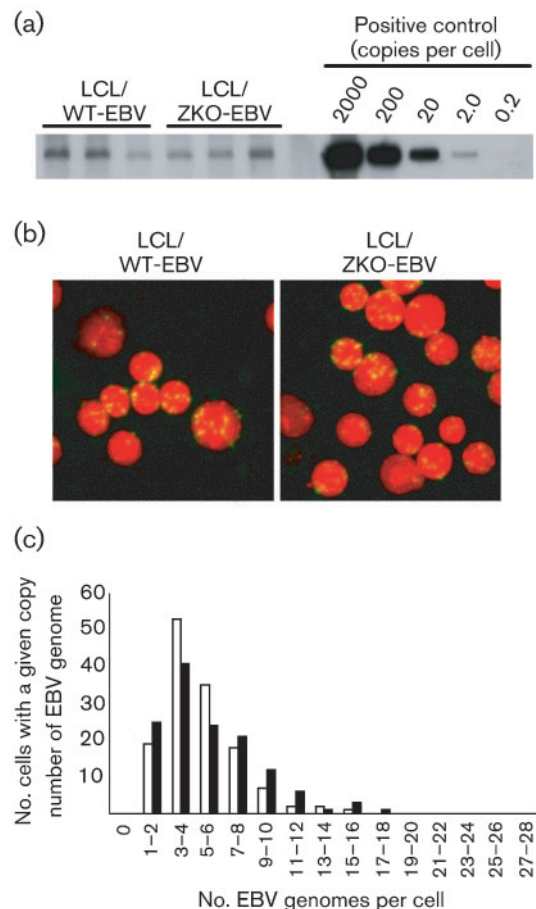 (a)
Positive control
(copies per cell)
LCL/
WT-EBV
LCL/
ZKO-EBV
2000
200
20
2.0
0.2
(b)
LCL/
WT-EBV
LCL/
ZKO-EBV
(c)
No. cells with a given copy
number of EBV genome
60
50
40
30
20
10
0
1–2
3–4
5–6
7–8
9–10
11–12
13–14
15–16
17–18
19–20
21–22
23–24
25–26
27–28
No. EBV genomes per cell